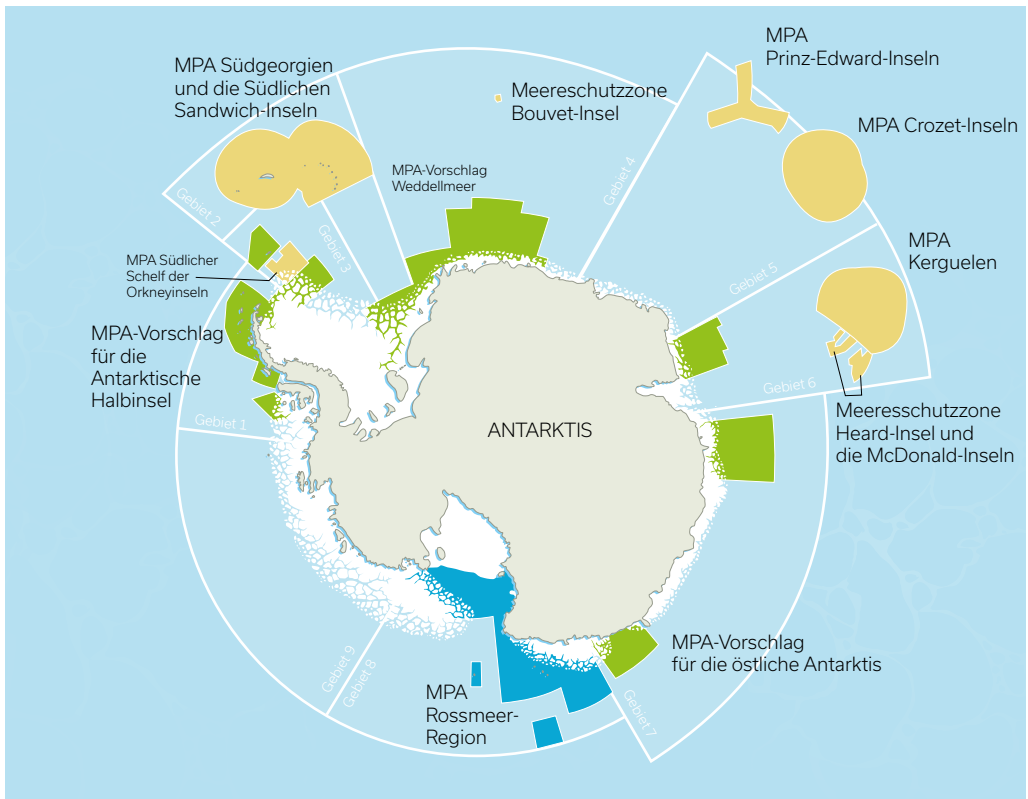 MPA Südgeorgien
und die Südlichen
Sandwich-Inseln
Meereschutzzone
Bouvet-Insel
MPA
Prinz-Edward-Inseln
MPA Crozet-Inseln
MPA
Kerguelen
MPA-Vorschlag
Weddellmeer
MPA Südlicher
Schelf der
Orkneyinseln
MPA-Vorschlag
für die
Antarktische
Halbinsel
Gebiet 1
Gebiet 2
Gebiet 3
Gebiet 4
Gebiet 5
Gebiet 6
Meeresschutzzone
Heard-Insel und
die McDonald-Inseln
ANTARKTIS
MPA-Vorschlag
für die östliche Antarktis
Gebiet 7
Gebiet 9
Gebiet 8
MPA
Rossmeer-
Region